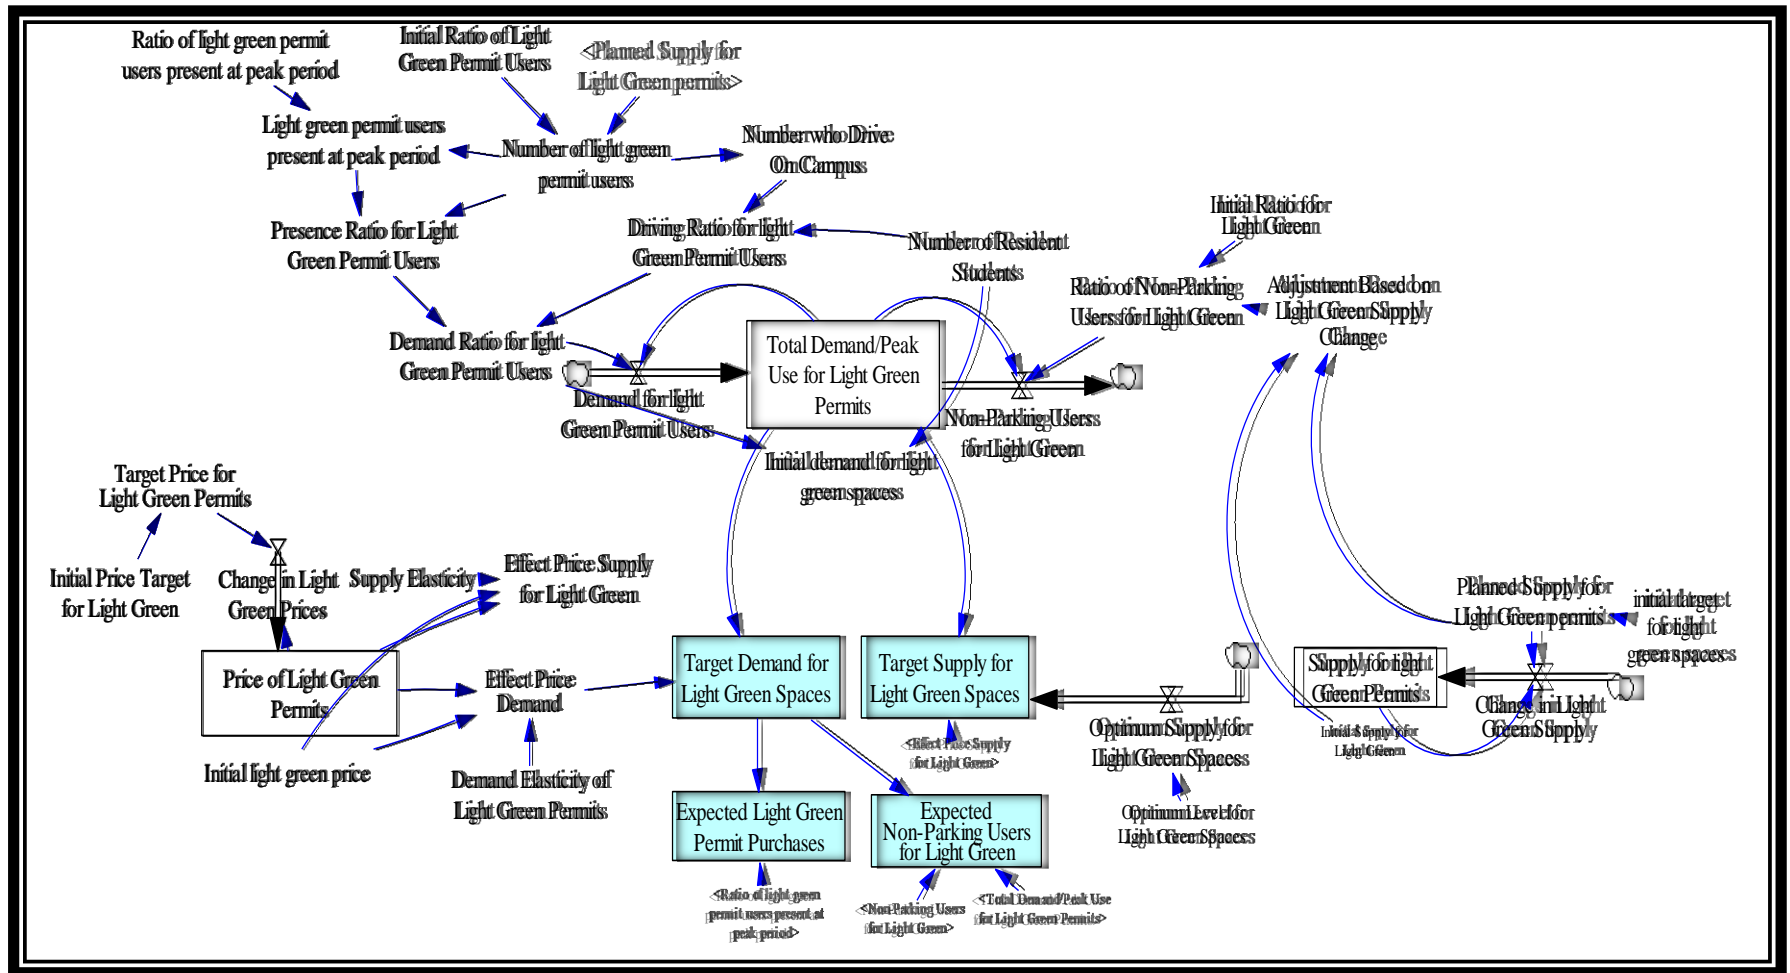 Ratio of light green permit
users present at peak period
Initial Ratio of Light
Green Permit Users
<Planned Supply for
Light Green permits>
Light green permit users
present at peak period
Number of light green
permit users
Number who Drive
On Campus
Presence Ratio for Light
Green Permit Users
Driving Ratio for light
Green Permit Users
Number of Resident
Students
Initial Ratio for
Light Green
Ratio of Non-Parking
Users for Light Green
Adjustment Based on
Light Green Supply
Change
Demand Ratio for light
Green Permit Users
Total Demand/Peak
Use for Light Green
Permits
Demand for light
Green Permit Users
Non-Parking Users
for Light Green
Initial demand for light
green spaces
Target Price for
Light Green Permits
Initial Price Target
for Light Green
Change in Light
Green Prices
Supply Elasticity
Effect Price Supply
for Light Green
Price of Light Green
Permits
Effect Price
Demand
Initial light green price
Demand Elasticity of
Light Green Permits
Target Demand for
Light Green Spaces
Target Supply for
Light Green Spaces
<Effect Price Supply
for Light Green>
Optimum Supply for
Light Green Spaces
Optimum Level for
Light Green Spaces
Planned Supply for
Light Green permits
initial target
for light
green spaces
Supply for light
Green Permits
Change in Light
Green Supply
Initial Supply for
Light Green
Expected Light Green
Permit Purchases
Expected
Non-Parking Users
for Light Green
<Ratio of light green
permit users present at
peak period>
<Non-Parking Users
for Light Green>
<Total Demand/Peak Use
for Light Green Permits>